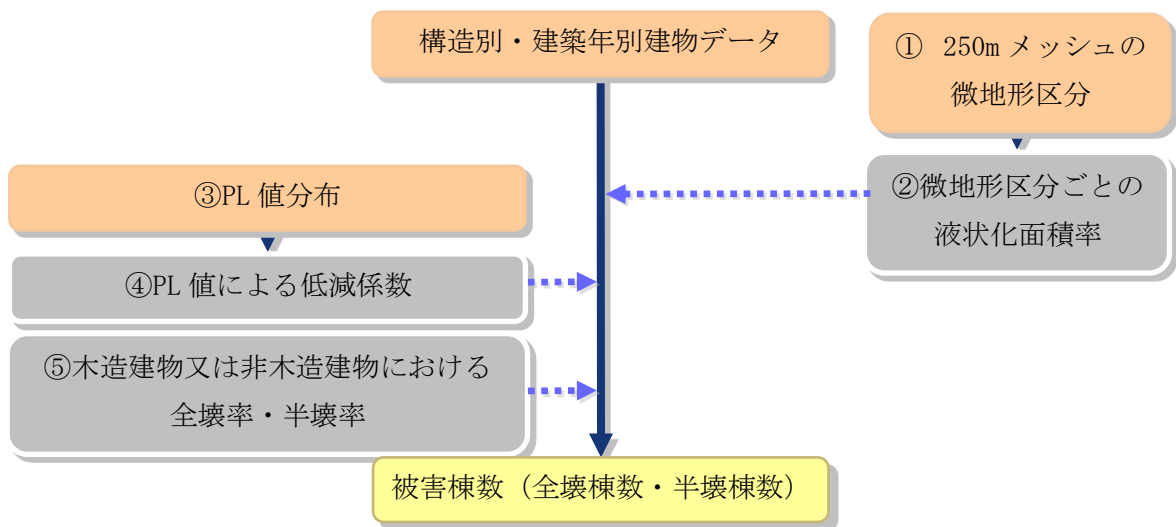 構造別・建築年別建物データ
① 250m メッシュの
微地形区分
②微地形区分ごとの
液状化面積率
③PL 値分布
④PL 値による低減係数
⑤木造建物又は非木造建物における
全壊率・半壊率
被害棟数（全壊棟数・半壊棟数）